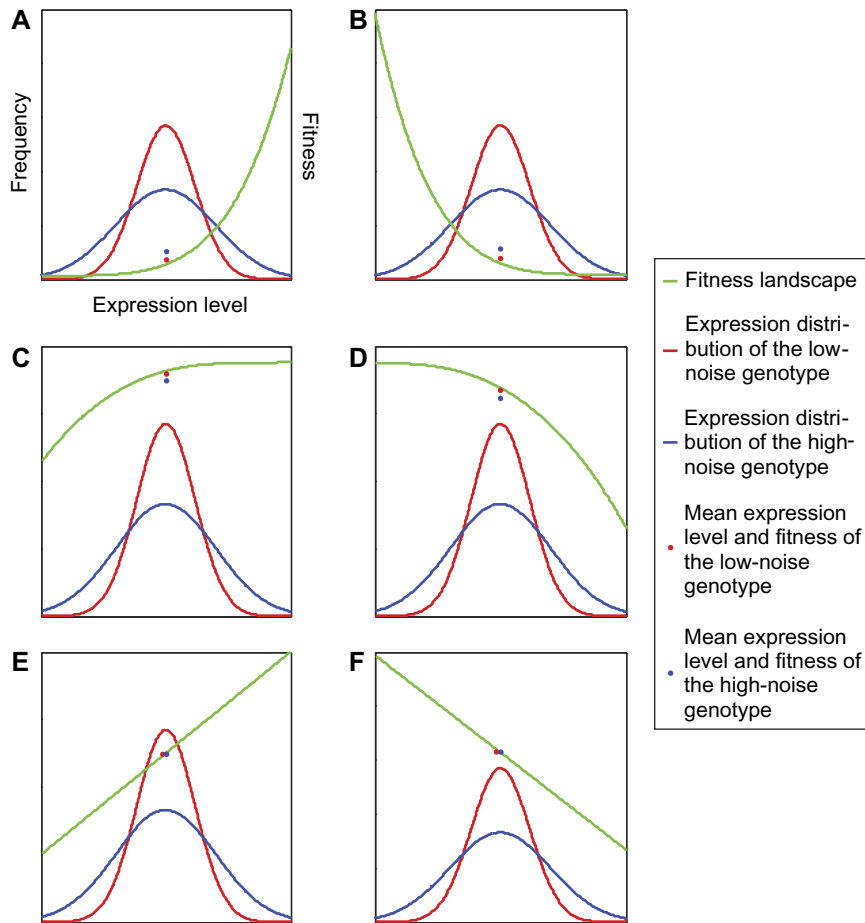 A
B
Frequency
Fitness
Expression level
C
D
E
F
Fitness landscape
Expression distri-
bution of the low-
noise genotype
Expression distri-
bution of the high-
noise genotype
Mean expression
level and fitness of
the low-noise
genotype
Mean expression
level and fitness of
the high-noise
genotype